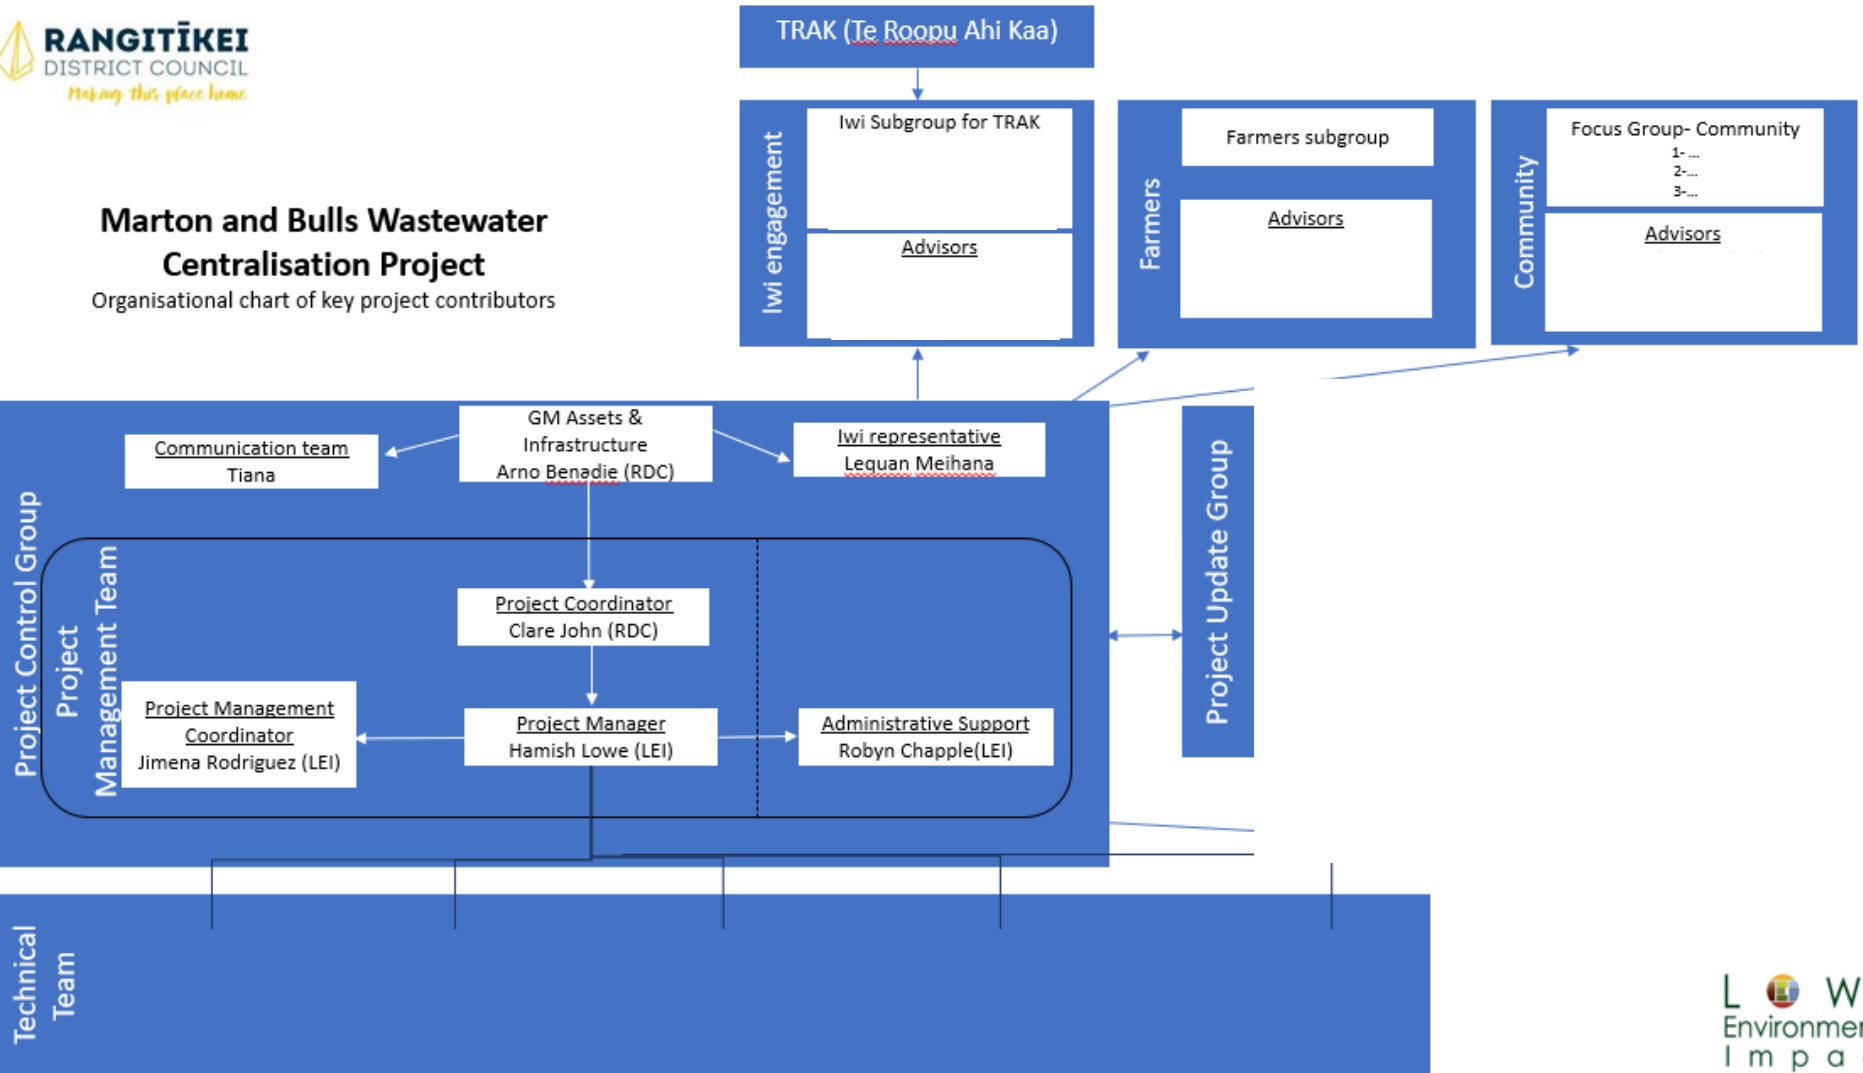 RANGITĪKEI
DISTRICT COUNCIL
Making this place home
Marton and Bulls Wastewater
Centralisation Project
Organisational chart of key project contributors
TRAK (Te Roopu Ahi Kaa)
Iwi engagement
Iwi Subgroup for TRAK
Advisors
Farmers
Farmers subgroup
Advisors
Community
Focus Group- Community
1- ...
2-...
3-...
Advisors
Project Control Group
Communication team
Tiana
GM Assets &
Infrastructure
Arno Benadie (RDC)
Iwi representative
Lequan Meihana
Project
Management Team
Project Coordinator
Clare John (RDC)
Project Management
Coordinator
Jimena Rodriguez (LEI)
Project Manager
Hamish Lowe (LEI)
Administrative Support
Robyn Chapple(LEI)
Project Update Group
Technical
Team
L W
Environmen
Impa